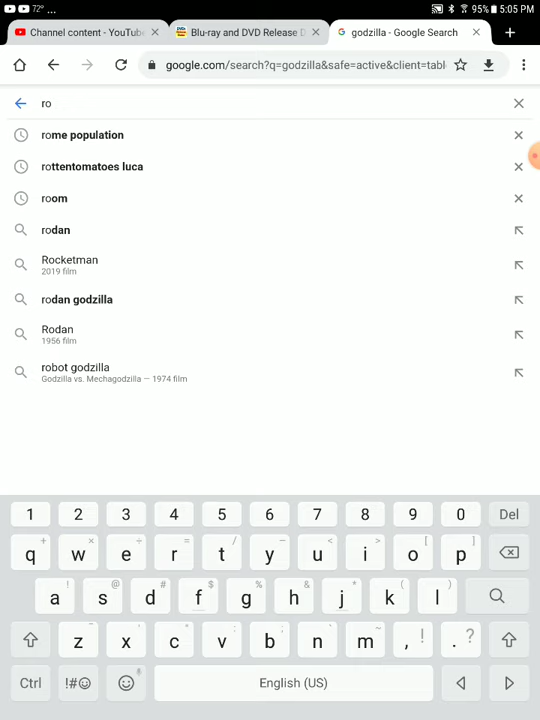 72° ... 95% 5:05 PM
Channel content - YouTube Blu-ray and DVD Release D godzilla - Google Search
google.com/search?q=godzilla&safe=active&client=tabl
ro
rome population
rottentomatoes luca
room
rodan
Rocketman
2019 film
rodan godzilla
Rodan
1956 film
robot godzilla
Godzilla vs. Mechagodzilla — 1974 film
1 2 3 4 5 6 7 8 9 0 Del
+ × ÷ = / _ < > [ ]
q w e r t y u i o p
! @ # $ % ^ & * ( )
a s d f g h j k l
- ' " : ; , ?
z x c v b n m , ! . ?
Ctrl !#☺ English (US)